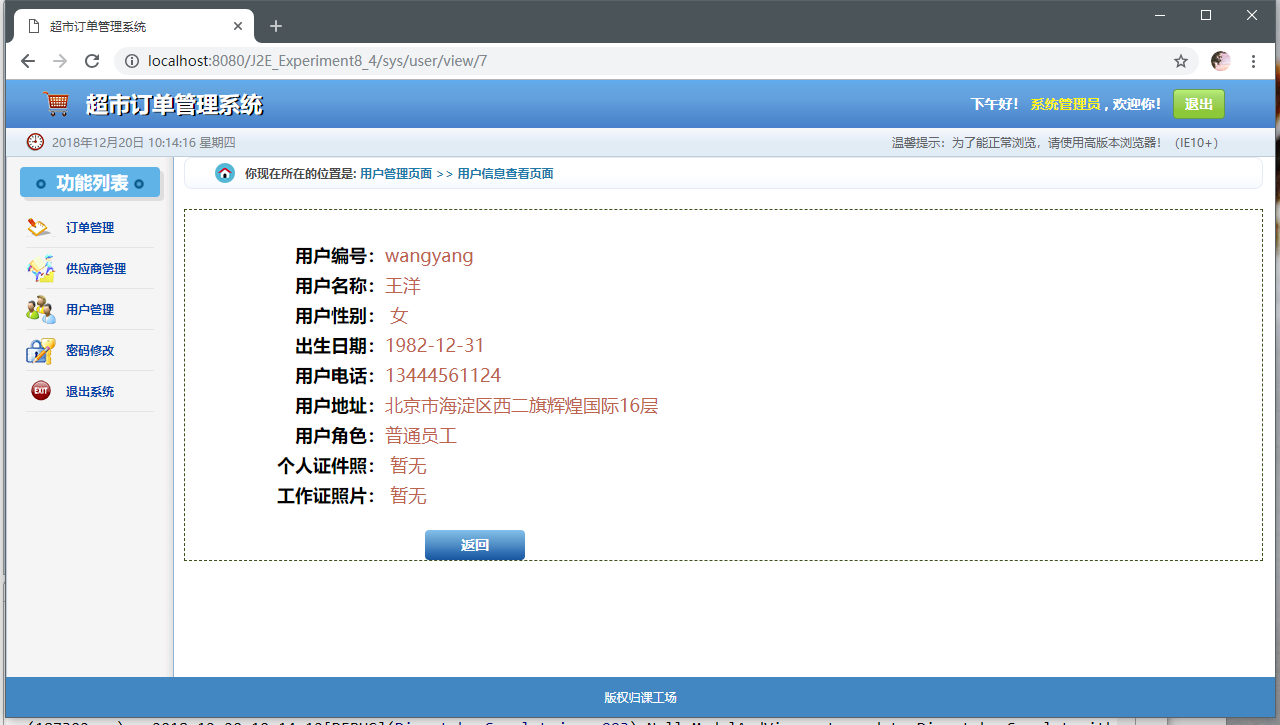 超市订单管理系统
localhost:8080/J2E_Experiment8_4/sys/user/view/7
超市订单管理系统
下午好! 系统管理员 , 欢迎你!
退出
2018年12月20日 10:14:16 星期四
温馨提示：为了能正常浏览，请使用高版本浏览器! (IE10+)
功能列表
订单管理
供应商管理
用户管理
密码修改
EXIT
退出系统
你现在所在的位置是: 用户管理页面 >> 用户信息查看页面
用户编号：wangyang
用户名称：王洋
用户性别： 女
出生日期：1982-12-31
用户电话：13444561124
用户地址：北京市海淀区西二旗辉煌国际16层
用户角色：普通员工
个人证件照： 暂无
工作证照片： 暂无
返回
版权归课工场